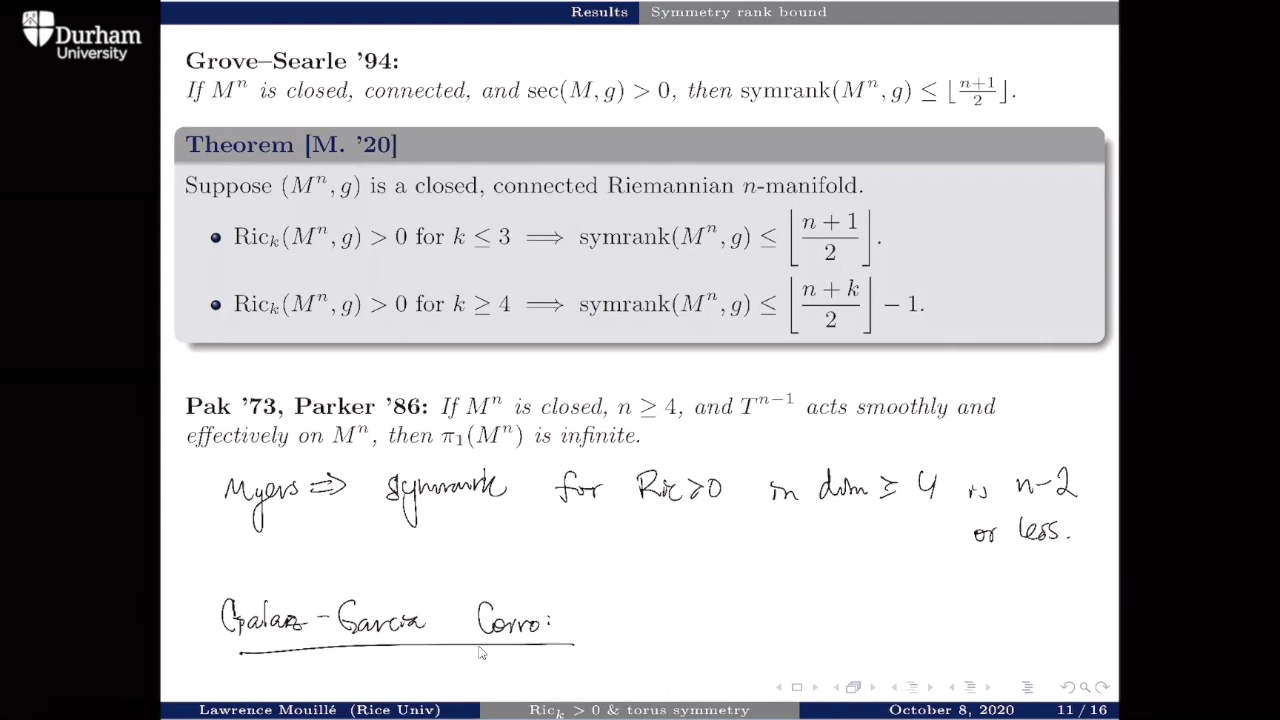 Durham
University
Results Symmetry rank bound
Grove–Searle '94:
If Mⁿ is closed, connected, and sec(M, g) > 0, then symrank(Mⁿ, g) ≤ ⌊(n+1)/2⌋.
Theorem [M. '20]
Suppose (Mⁿ, g) is a closed, connected Riemannian n-manifold.
• Ricₖ(Mⁿ, g) > 0 for k ≤ 3 ⟹ symrank(Mⁿ, g) ≤ ⌊(n + 1)/2⌋.
• Ricₖ(Mⁿ, g) > 0 for k ≥ 4 ⟹ symrank(Mⁿ, g) ≤ ⌊(n + k)/2⌋ − 1.
Pak '73, Parker '86: If Mⁿ is closed, n ≥ 4, and Tⁿ⁻¹ acts smoothly and
effectively on Mⁿ, then π₁(Mⁿ) is infinite.
Myers ⟹ symrank for Ric>0 in dim ≥ 4 is n-2
or less.
Galaz-Garcia Corro:
Lawrence Mouillé (Rice Univ) Ricₖ > 0 & torus symmetry October 8, 2020 11 / 16